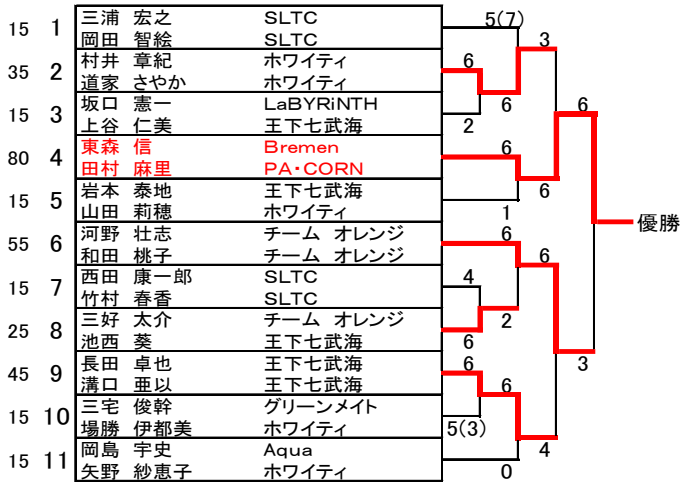 5(7)
三浦 宏之 SLTC
15 1
岡田 智絵 SLTC
3
村井 章紀 ホワイティ 6
35 2
道家 さやか ホワイティ
6
坂口 憲一 LaBYRiNTH 6
15 3
上谷 仁美 王下七武海 2
東森 信 Bremen 6
80 4
田村 麻里 PA・CORN
6
岩本 泰地 王下七武海
15 5
山田 莉穂 ホワイティ 1
優勝
河野 壮志 チーム オレンジ 6
55 6
和田 桃子 チーム オレンジ 6
西田 康一郎 SLTC 4
15 7
竹村 春香 SLTC
2
三好 太介 チーム オレンジ
25 8
池西 葵 王下七武海 6
3
長田 卓也 王下七武海 6
45 9
溝口 亜以 王下七武海 6
三宅 俊幹 グリーンメイト
15 10
場勝 伊都美 ホワイティ 5(3)
4
岡島 宇史 Aqua
15 11
矢野 紗恵子 ホワイティ 0